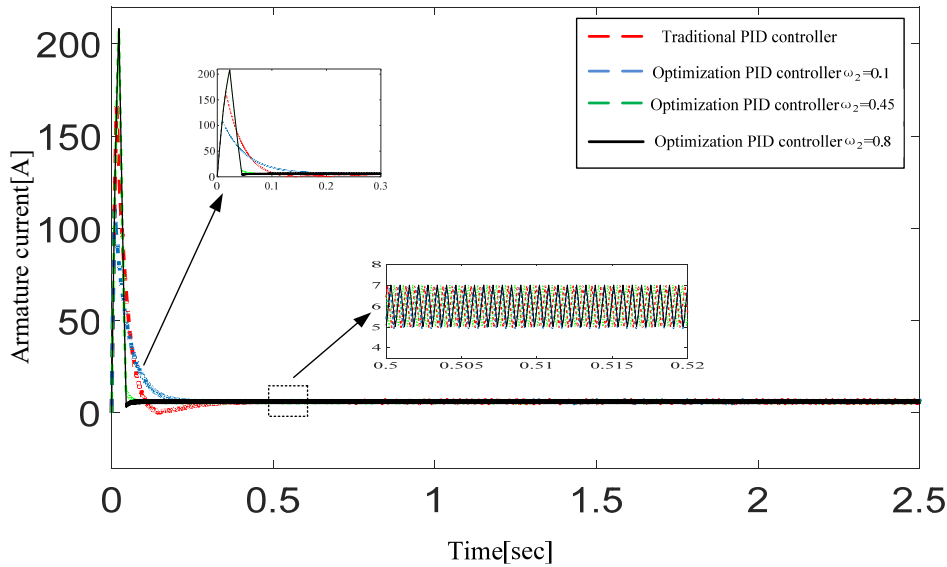 Traditional PID controller
Optimization PID controller ω2=0.1
Optimization PID controller ω2=0.45
Optimization PID controller ω2=0.8
Armature current[A]
200
150
100
50
0
0 0.5 1 1.5 2 2.5
Time[sec]
200
150
100
50
0
0 0.1 0.2 0.3
8
7
6
5
4
0.5 0.505 0.51 0.515 0.52